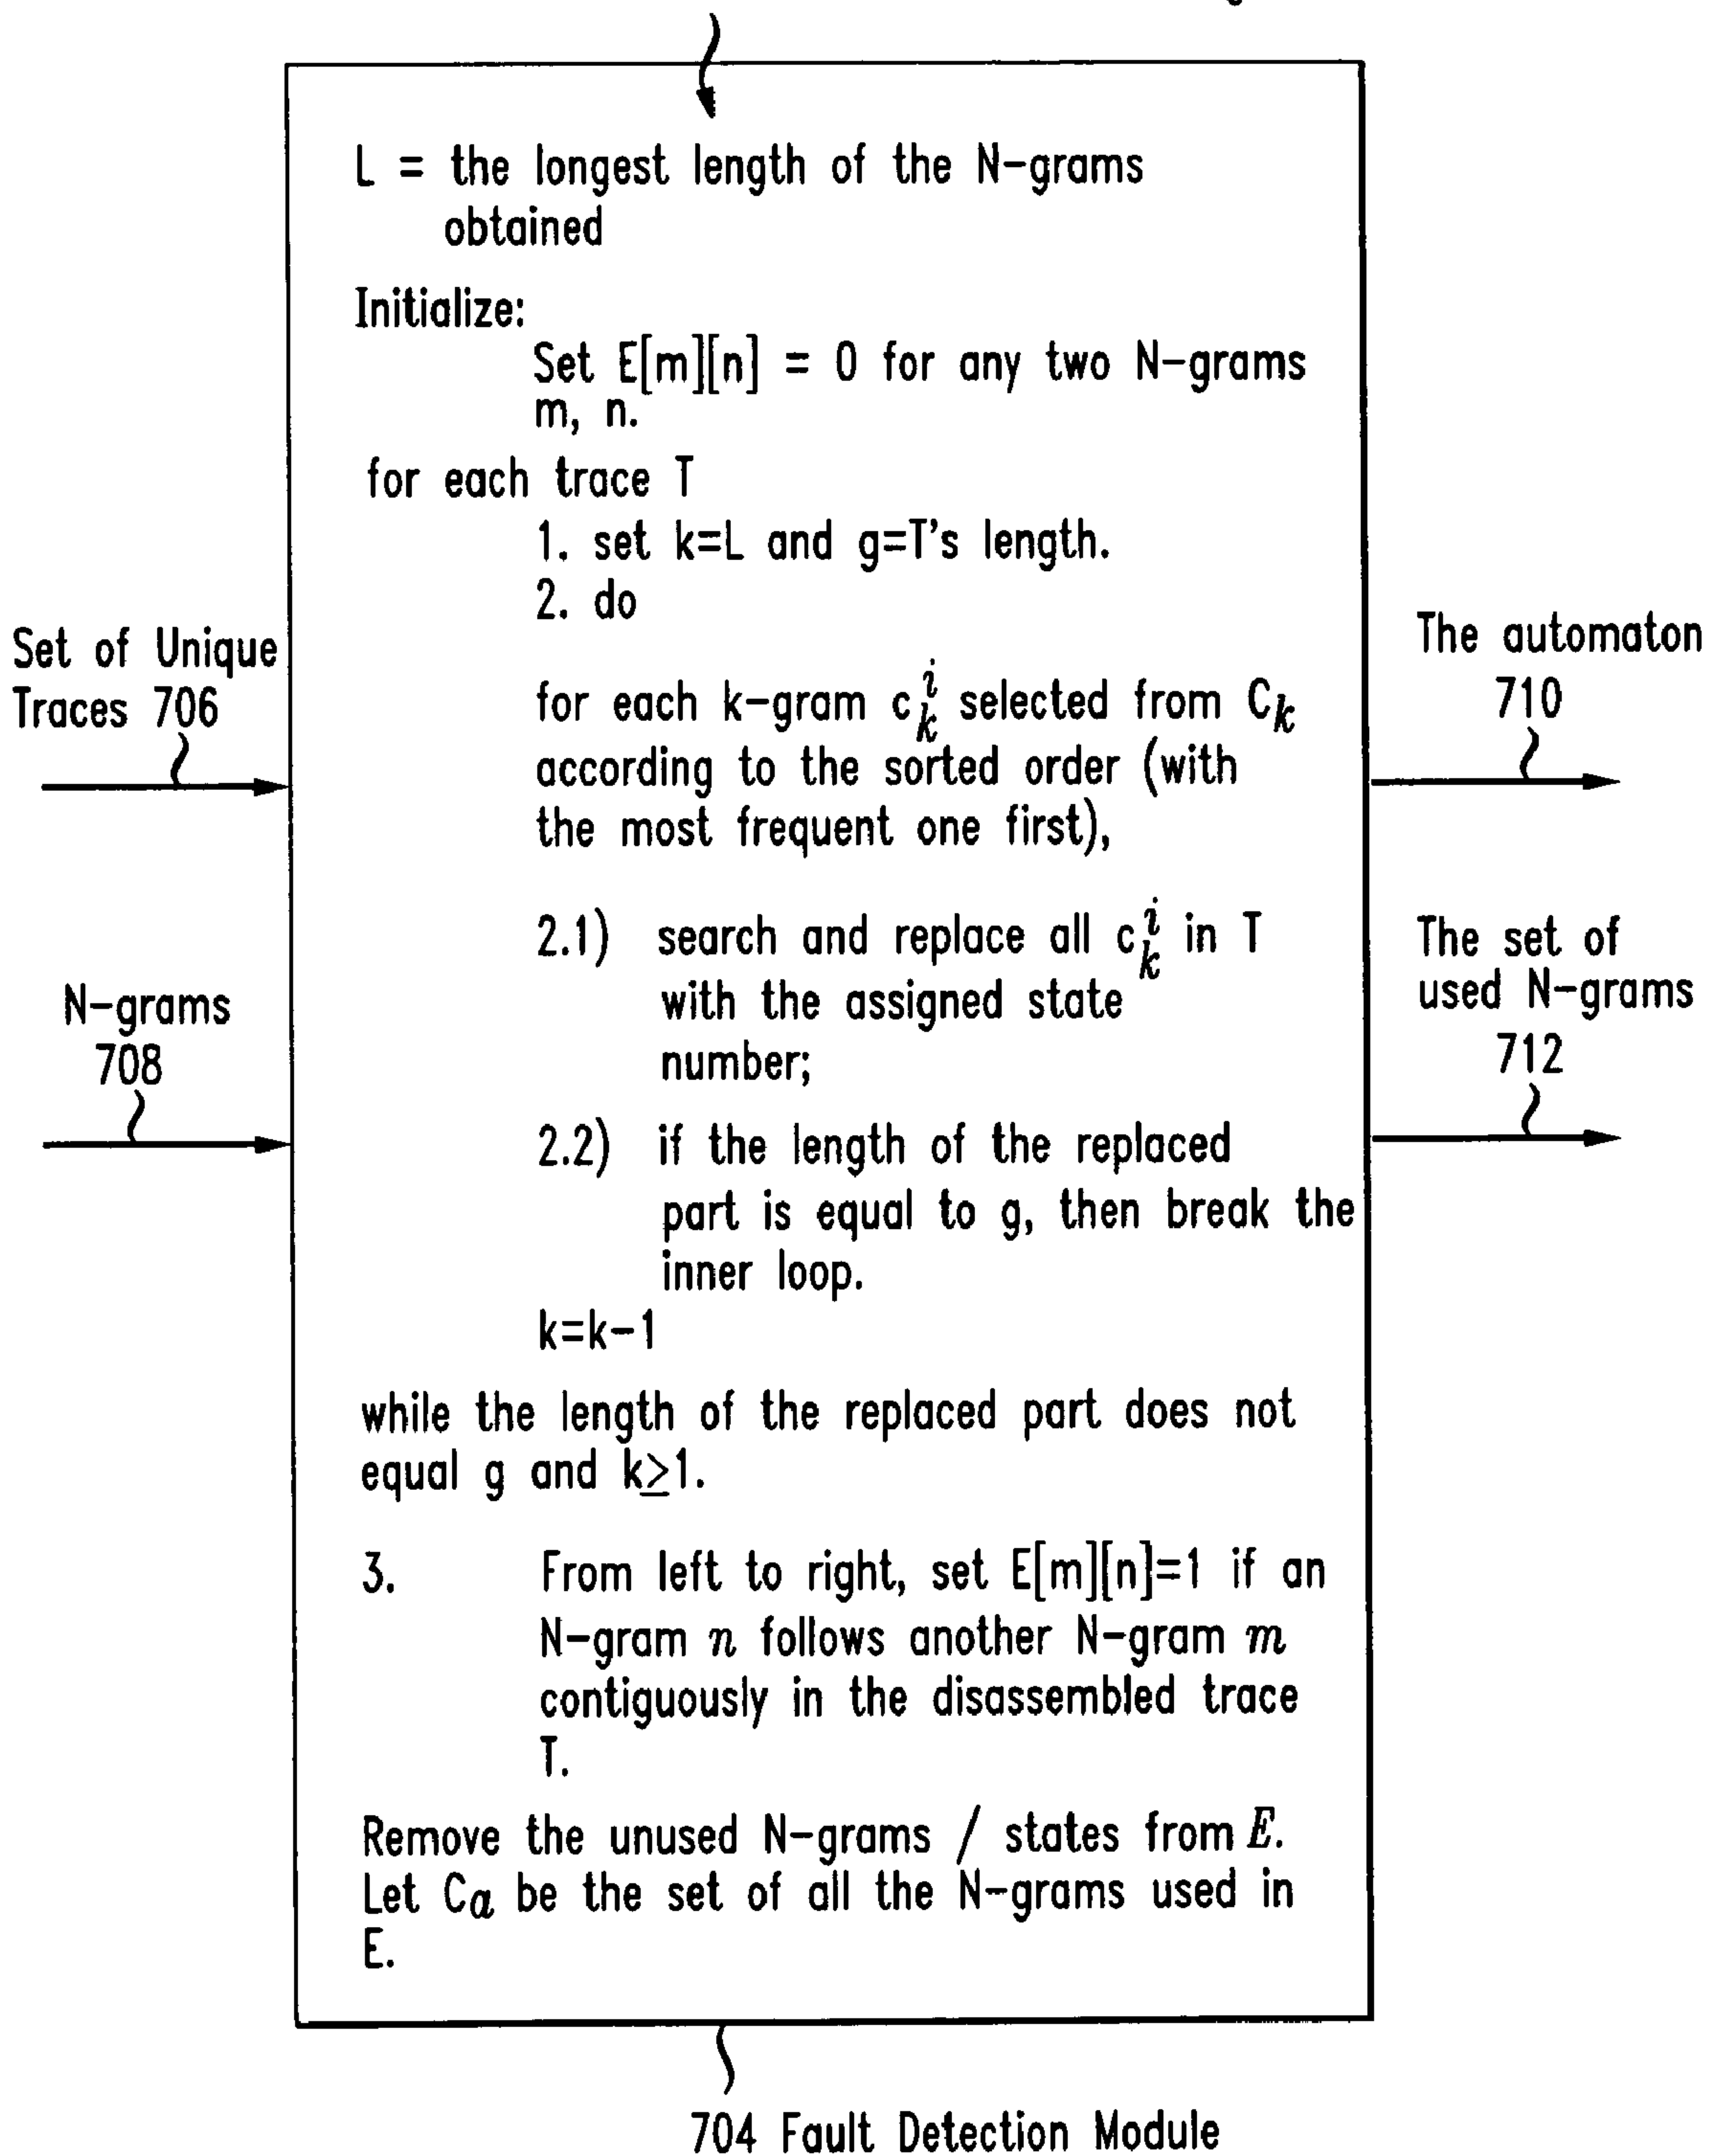 L = the longest length of the N-grams
obtained
Initialize:
Set E[m][n] = 0 for any two N-grams
m, n.
for each trace T
1. set k=L and g=T's length.
2. do
for each k-gram c_k^i selected from C_k
according to the sorted order (with
the most frequent one first),
2.1) search and replace all c_k^i in T
with the assigned state
number;
2.2) if the length of the replaced
part is equal to g, then break the
inner loop.
k=k-1
while the length of the replaced part does not
equal g and k≥1.
3. From left to right, set E[m][n]=1 if an
N-gram n follows another N-gram m
contiguously in the disassembled trace
T.
Remove the unused N-grams / states from E.
Let C_a be the set of all the N-grams used in
E.
Set of Unique
Traces 706
N-grams
708
The automaton
710
The set of
used N-grams
712
704 Fault Detection Module